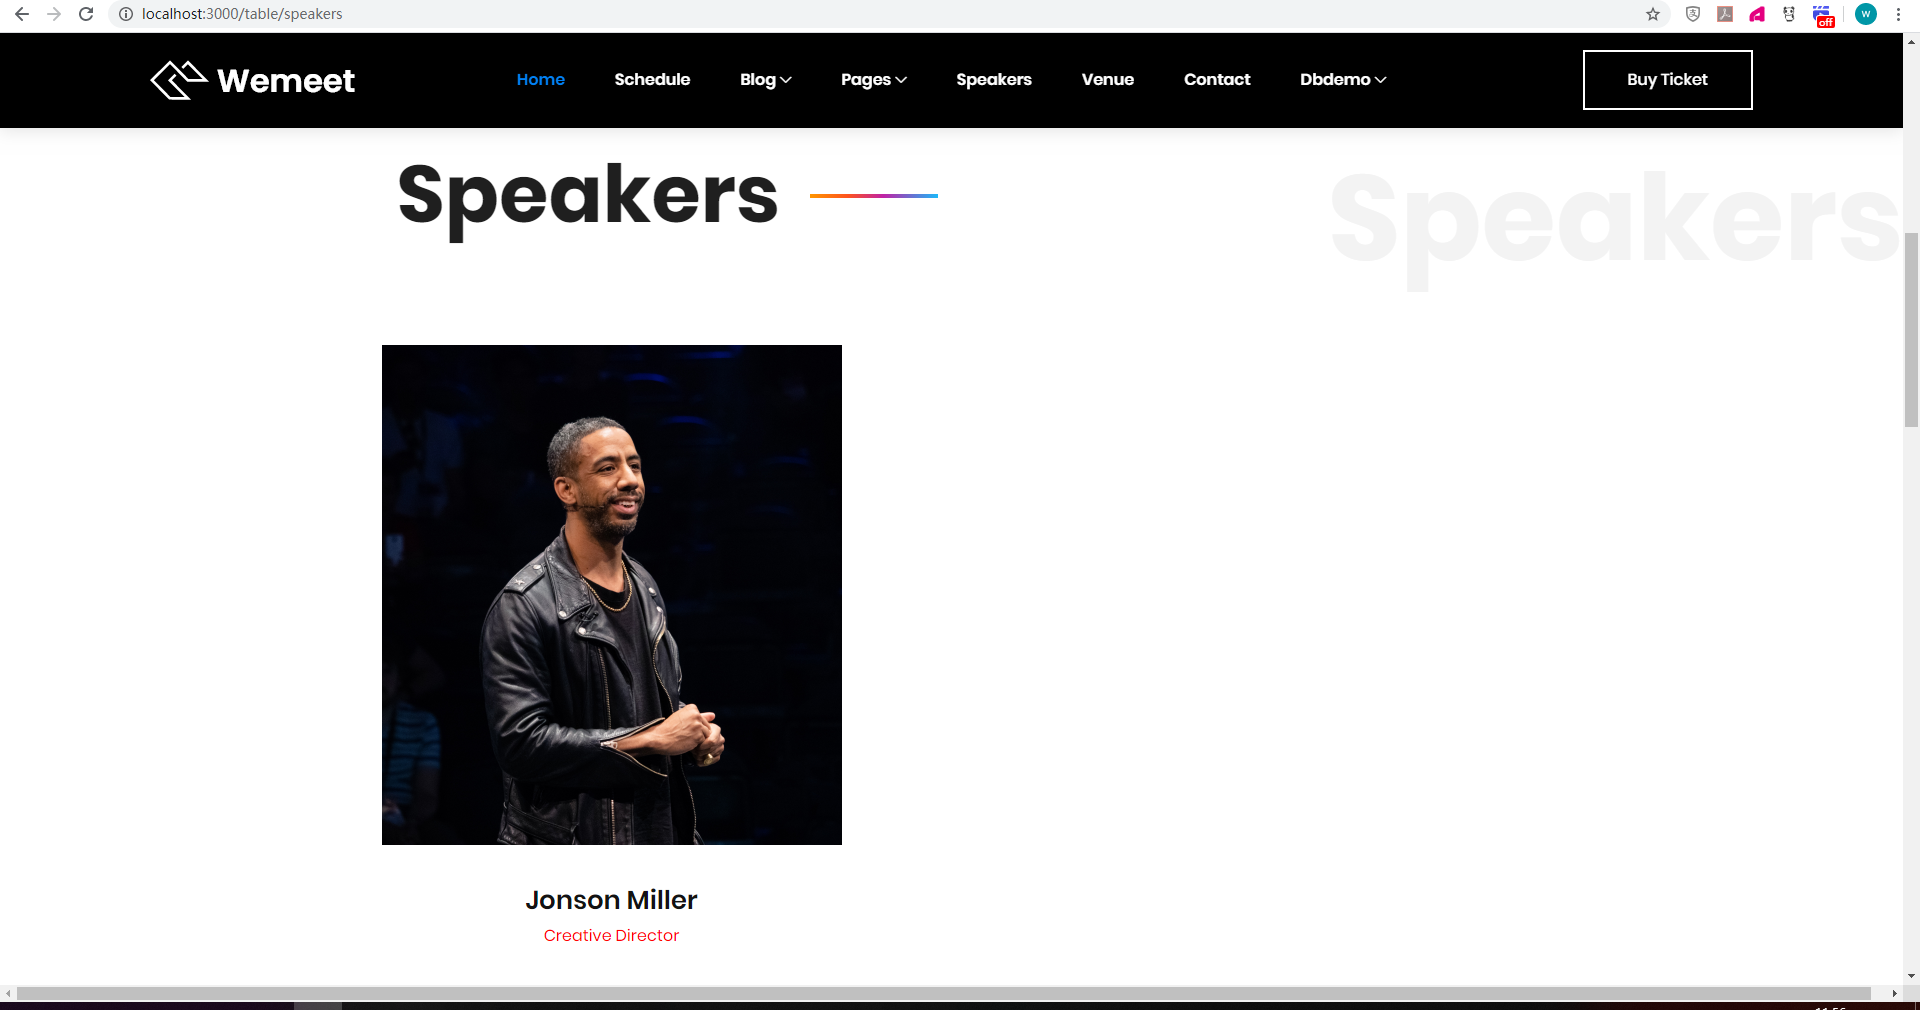 localhost:3000/table/speakers
off
W
Wemeet
Home Schedule Blog Pages Speakers Venue Contact Dbdemo Buy Ticket
Speakers
Speakers
Jonson Miller
Creative Director